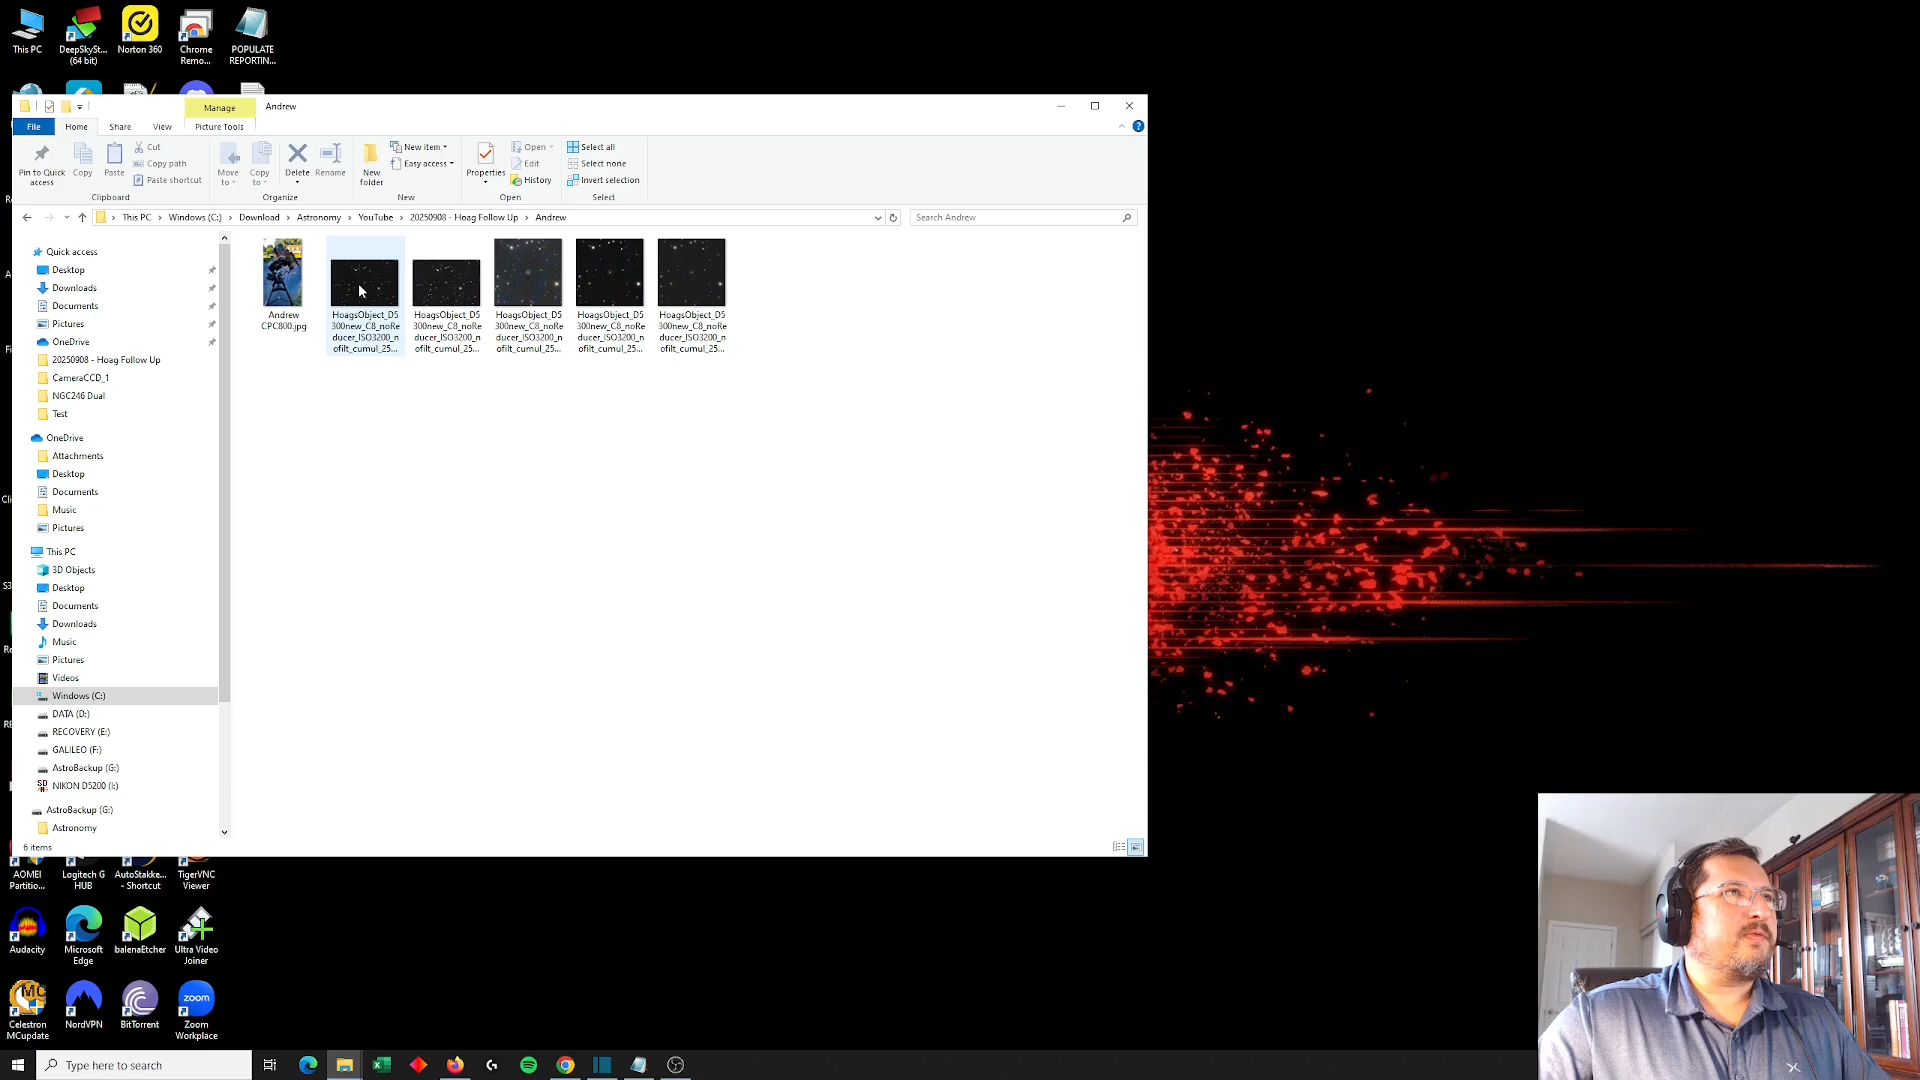 This PC
DeepSkySt...
(64 bit)
Norton 360
Chrome
Remo...
POPULATE
REPORTIN...
Manage
Andrew
File
Home
Share
View
Picture Tools
Pin to Quick
access
Copy
Paste
Cut
Copy path
Paste shortcut
Clipboard
Move
to
Copy
to
Delete
Rename
Organize
New
folder
New item
Easy access
New
Properties
Open
Edit
History
Open
Select all
Select none
Invert selection
Select
This PC
Windows (C:)
Download
Astronomy
YouTube
20250908 - Hoag Follow Up
Andrew
Search Andrew
Quick access
Desktop
Downloads
Documents
Pictures
OneDrive
20250908 - Hoag Follow Up
CameraCCD_1
NGC246 Dual
Test
OneDrive
Attachments
Desktop
Documents
Music
Pictures
This PC
3D Objects
Desktop
Documents
Downloads
Music
Pictures
Videos
Windows (C:)
DATA (D:)
RECOVERY (E:)
GALILEO (F:)
AstroBackup (G:)
NIKON D5200 (I:)
AstroBackup (G:)
Astronomy
6 items
Andrew
CPC800.jpg
HoagsObject_D5
300new_C8_noRe
ducer_ISO3200_n
ofilt_cumul_25...
HoagsObject_D5
300new_C8_noRe
ducer_ISO3200_n
ofilt_cumul_25...
HoagsObject_D5
300new_C8_noRe
ducer_ISO3200_n
ofilt_cumul_25...
HoagsObject_D5
300new_C8_noRe
ducer_ISO3200_n
ofilt_cumul_25...
HoagsObject_D5
300new_C8_noRe
ducer_ISO3200_n
ofilt_cumul_25...
AOMEI
Partitio...
Logitech G
HUB
AutoStakke...
- Shortcut
TigerVNC
Viewer
Audacity
Microsoft
Edge
balenaEtcher
Ultra Video
Joiner
zoom
Celestron
MCupdate
NordVPN
BitTorrent
Zoom
Workplace
Type here to search